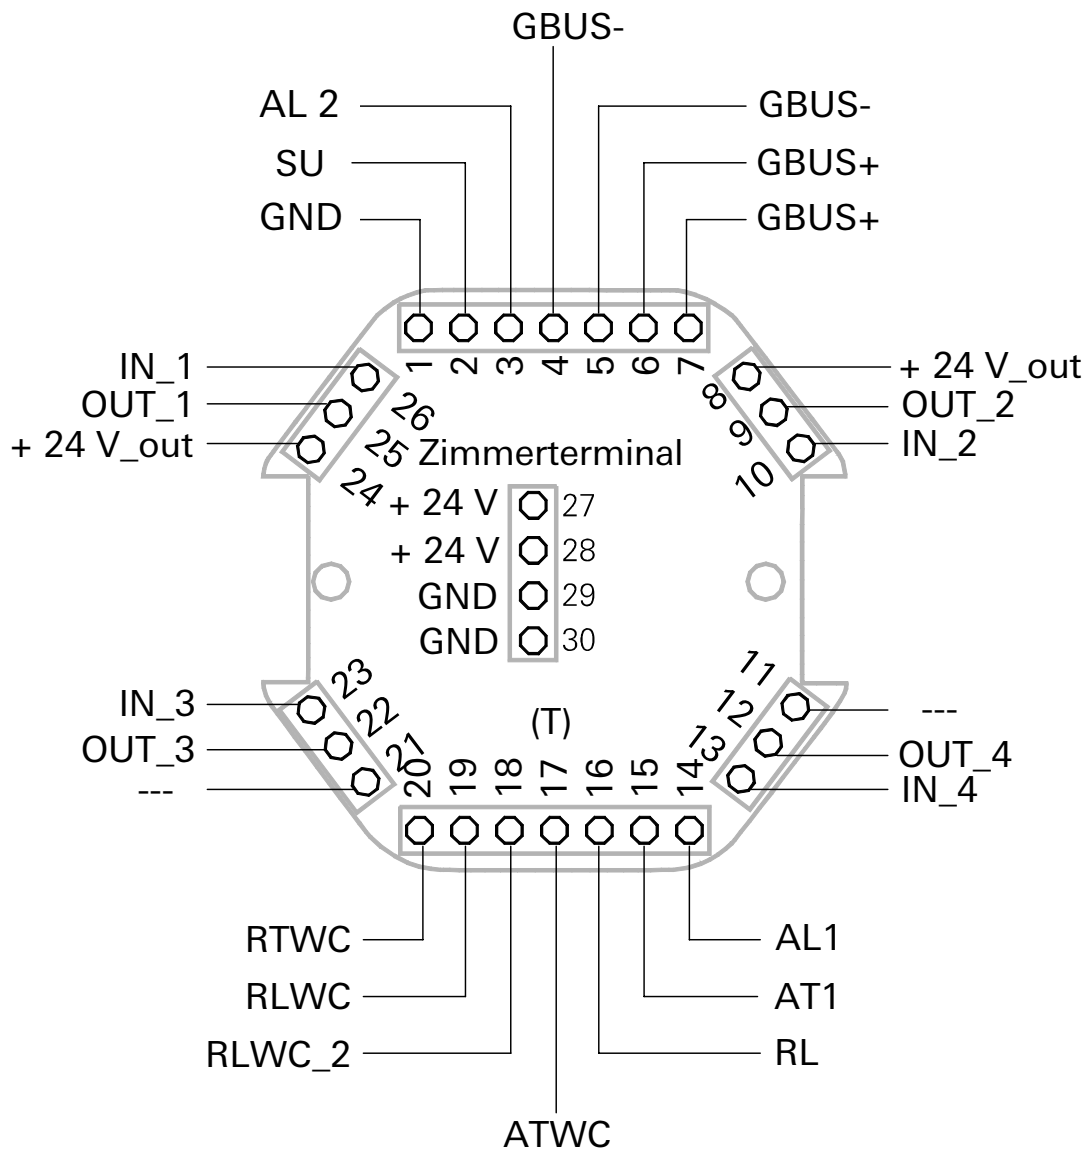 GBUS-
AL 2
GBUS-
SU
GBUS+
GND
GBUS+
1 2 3 4 5 6 7
IN_1
OUT_1
+ 24 V_out
26
25
24
8
9
10
+ 24 V_out
OUT_2
IN_2
Zimmerterminal
+ 24 V 27
+ 24 V 28
GND 29
GND 30
IN_3
OUT_3
---
23
22
21
11
12
13
---
OUT_4
IN_4
(T)
20 19 18 17 16 15 14
RTWC
AL1
RLWC
AT1
RLWC_2
RL
ATWC